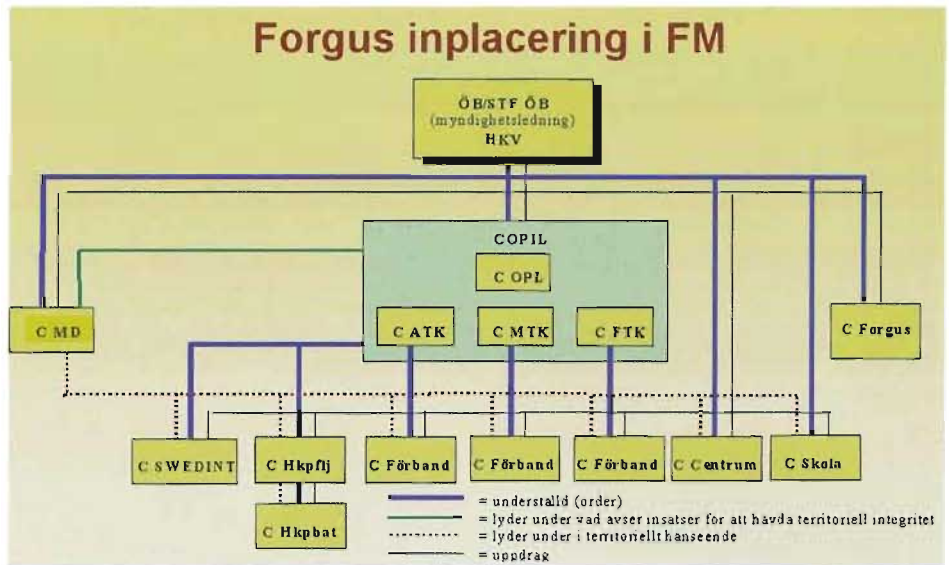 Forgus inplacering i FM
ÖB/STF ÖB
(myndighetsledning)
HKV
COPIL
C OPL
C MD
C ATK
C MTK
C FTK
C Forgus
C SWEDINT
C Hkpflj
C Förband
C Förband
C Förband
C Centrum
C Skola
C Hkpbat
= underställd (order)
= lyder under vad avser insatser för att hävda territoriell integritet
= lyder under i territoriellt hänseende
= uppdrag